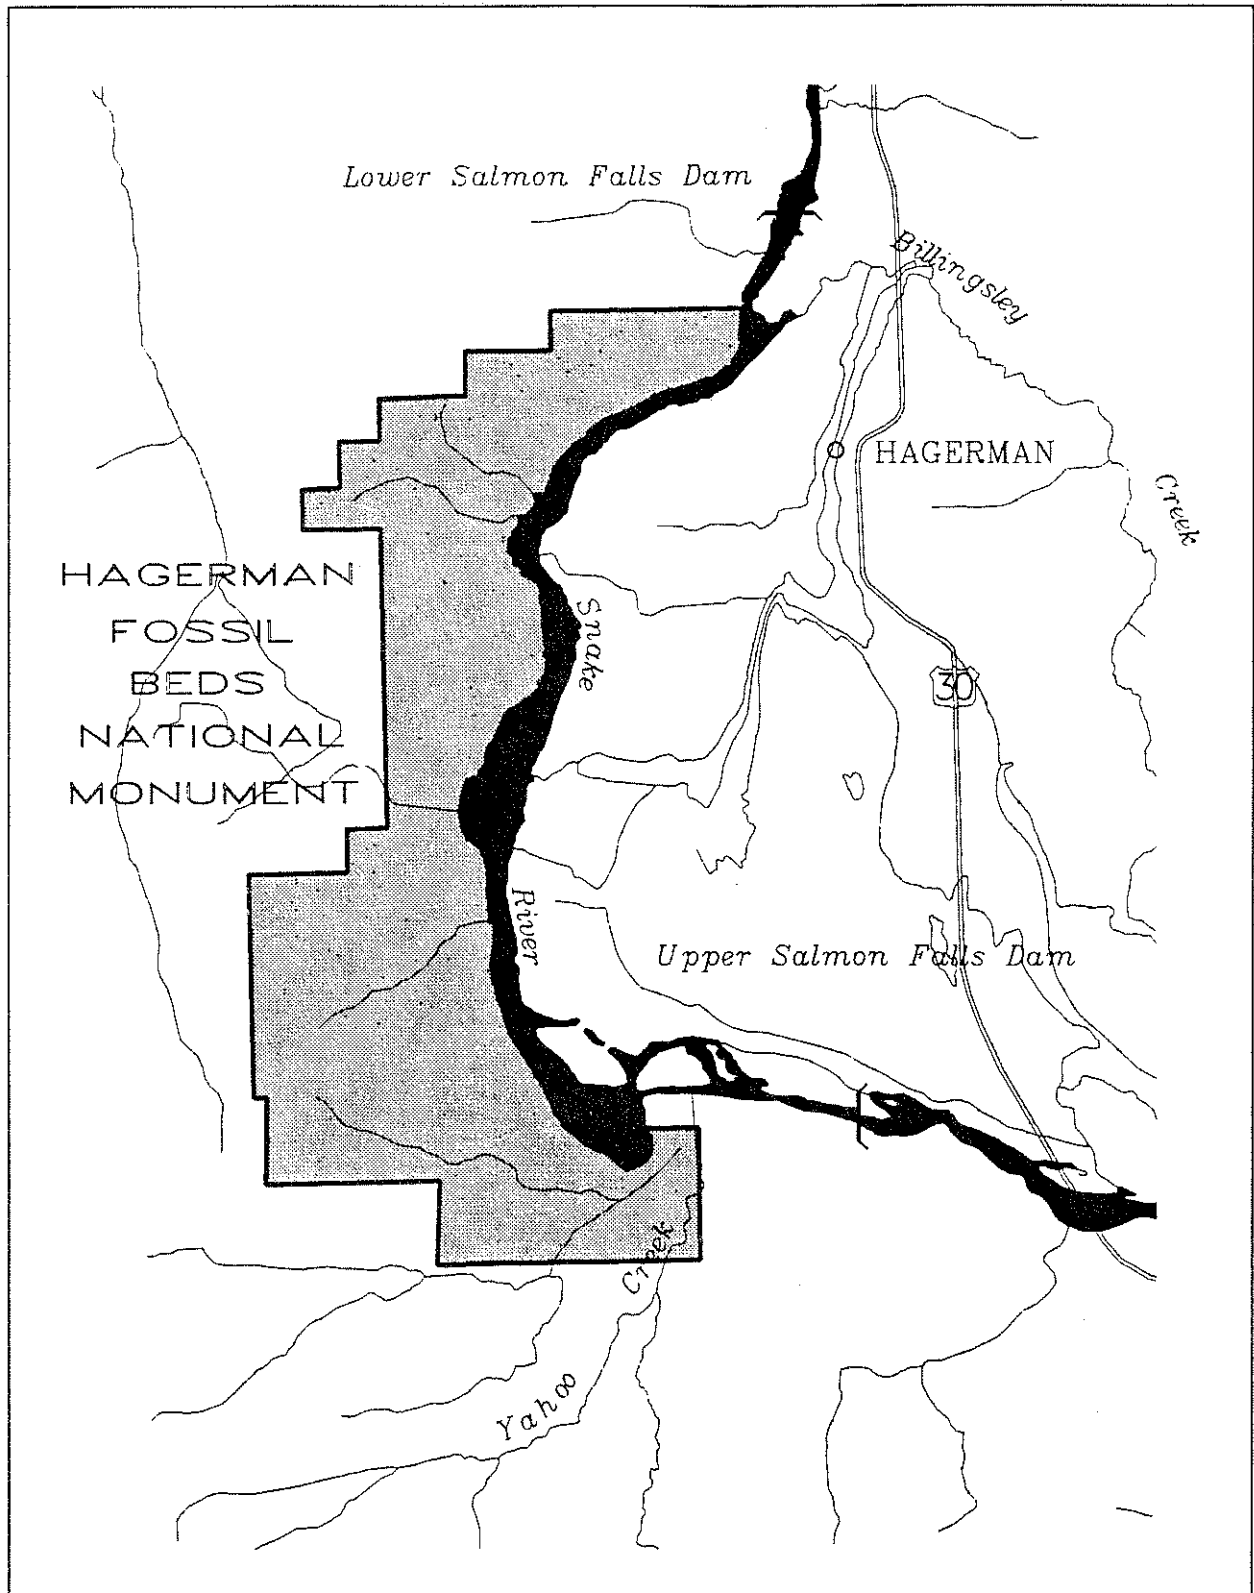 Lower Salmon Falls Dam
Billingsley
Creek
HAGERMAN
HAGERMAN
FOSSIL
BEDS
NATIONAL
MONUMENT
Snake
River
30
Upper Salmon Falls Dam
Creek
Yahoo